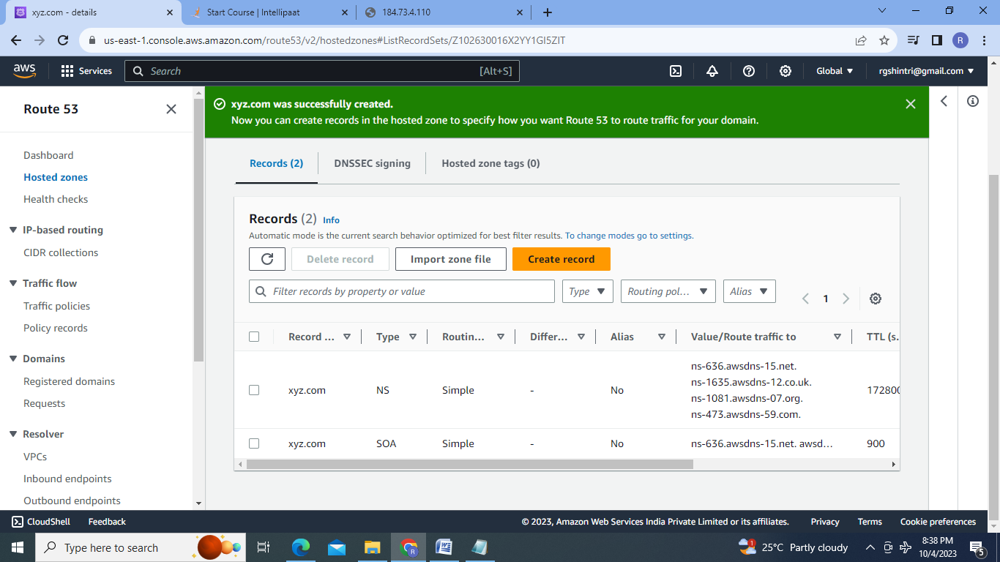 xyz.com - details
Start Course | Intellipaat
184.73.4.110
us-east-1.console.aws.amazon.com/route53/v2/hostedzones#ListRecordSets/Z102630016X2YY1GI5ZIT
R
aws
Services
Search
[Alt+S]
Global
rgshintri@gmail.com
Route 53
Dashboard
Hosted zones
Health checks
IP-based routing
CIDR collections
Traffic flow
Traffic policies
Policy records
Domains
Registered domains
Requests
Resolver
VPCs
Inbound endpoints
Outbound endpoints
xyz.com was successfully created.
Now you can create records in the hosted zone to specify how you want Route 53 to route traffic for your domain.
Records (2)
DNSSEC signing
Hosted zone tags (0)
Records (2) Info
Automatic mode is the current search behavior optimized for best filter results. To change modes go to settings.
Delete record
Import zone file
Create record
Filter records by property or value
Type
Routing pol...
Alias
1
Record ... Type Routin... Differ... Alias Value/Route traffic to TTL (s.
xyz.com NS Simple - No
ns-636.awsdns-15.net.
ns-1635.awsdns-12.co.uk.
ns-1081.awsdns-07.org.
ns-473.awsdns-59.com.
172800
xyz.com SOA Simple - No ns-636.awsdns-15.net. awsd... 900
CloudShell
Feedback
© 2023, Amazon Web Services India Private Limited or its affiliates.
Privacy
Terms
Cookie preferences
Type here to search
R
1
25°C Partly cloudy
8:38 PM
10/4/2023
5